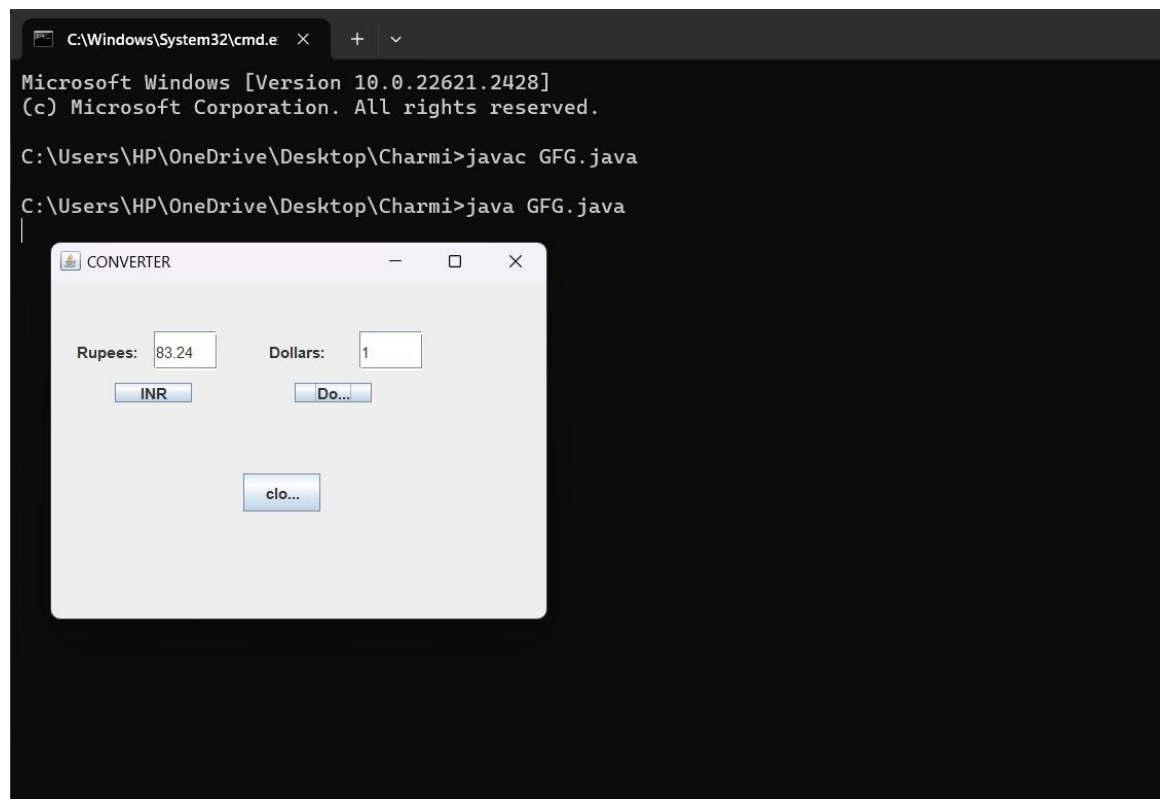 C:\Windows\System32\cmd.e
Microsoft Windows [Version 10.0.22621.2428]
(c) Microsoft Corporation. All rights reserved.
C:\Users\HP\OneDrive\Desktop\Charmi>javac GFG.java
C:\Users\HP\OneDrive\Desktop\Charmi>java GFG.java
CONVERTER
Rupees: 83.24 Dollars: 1
INR Do...
clo...